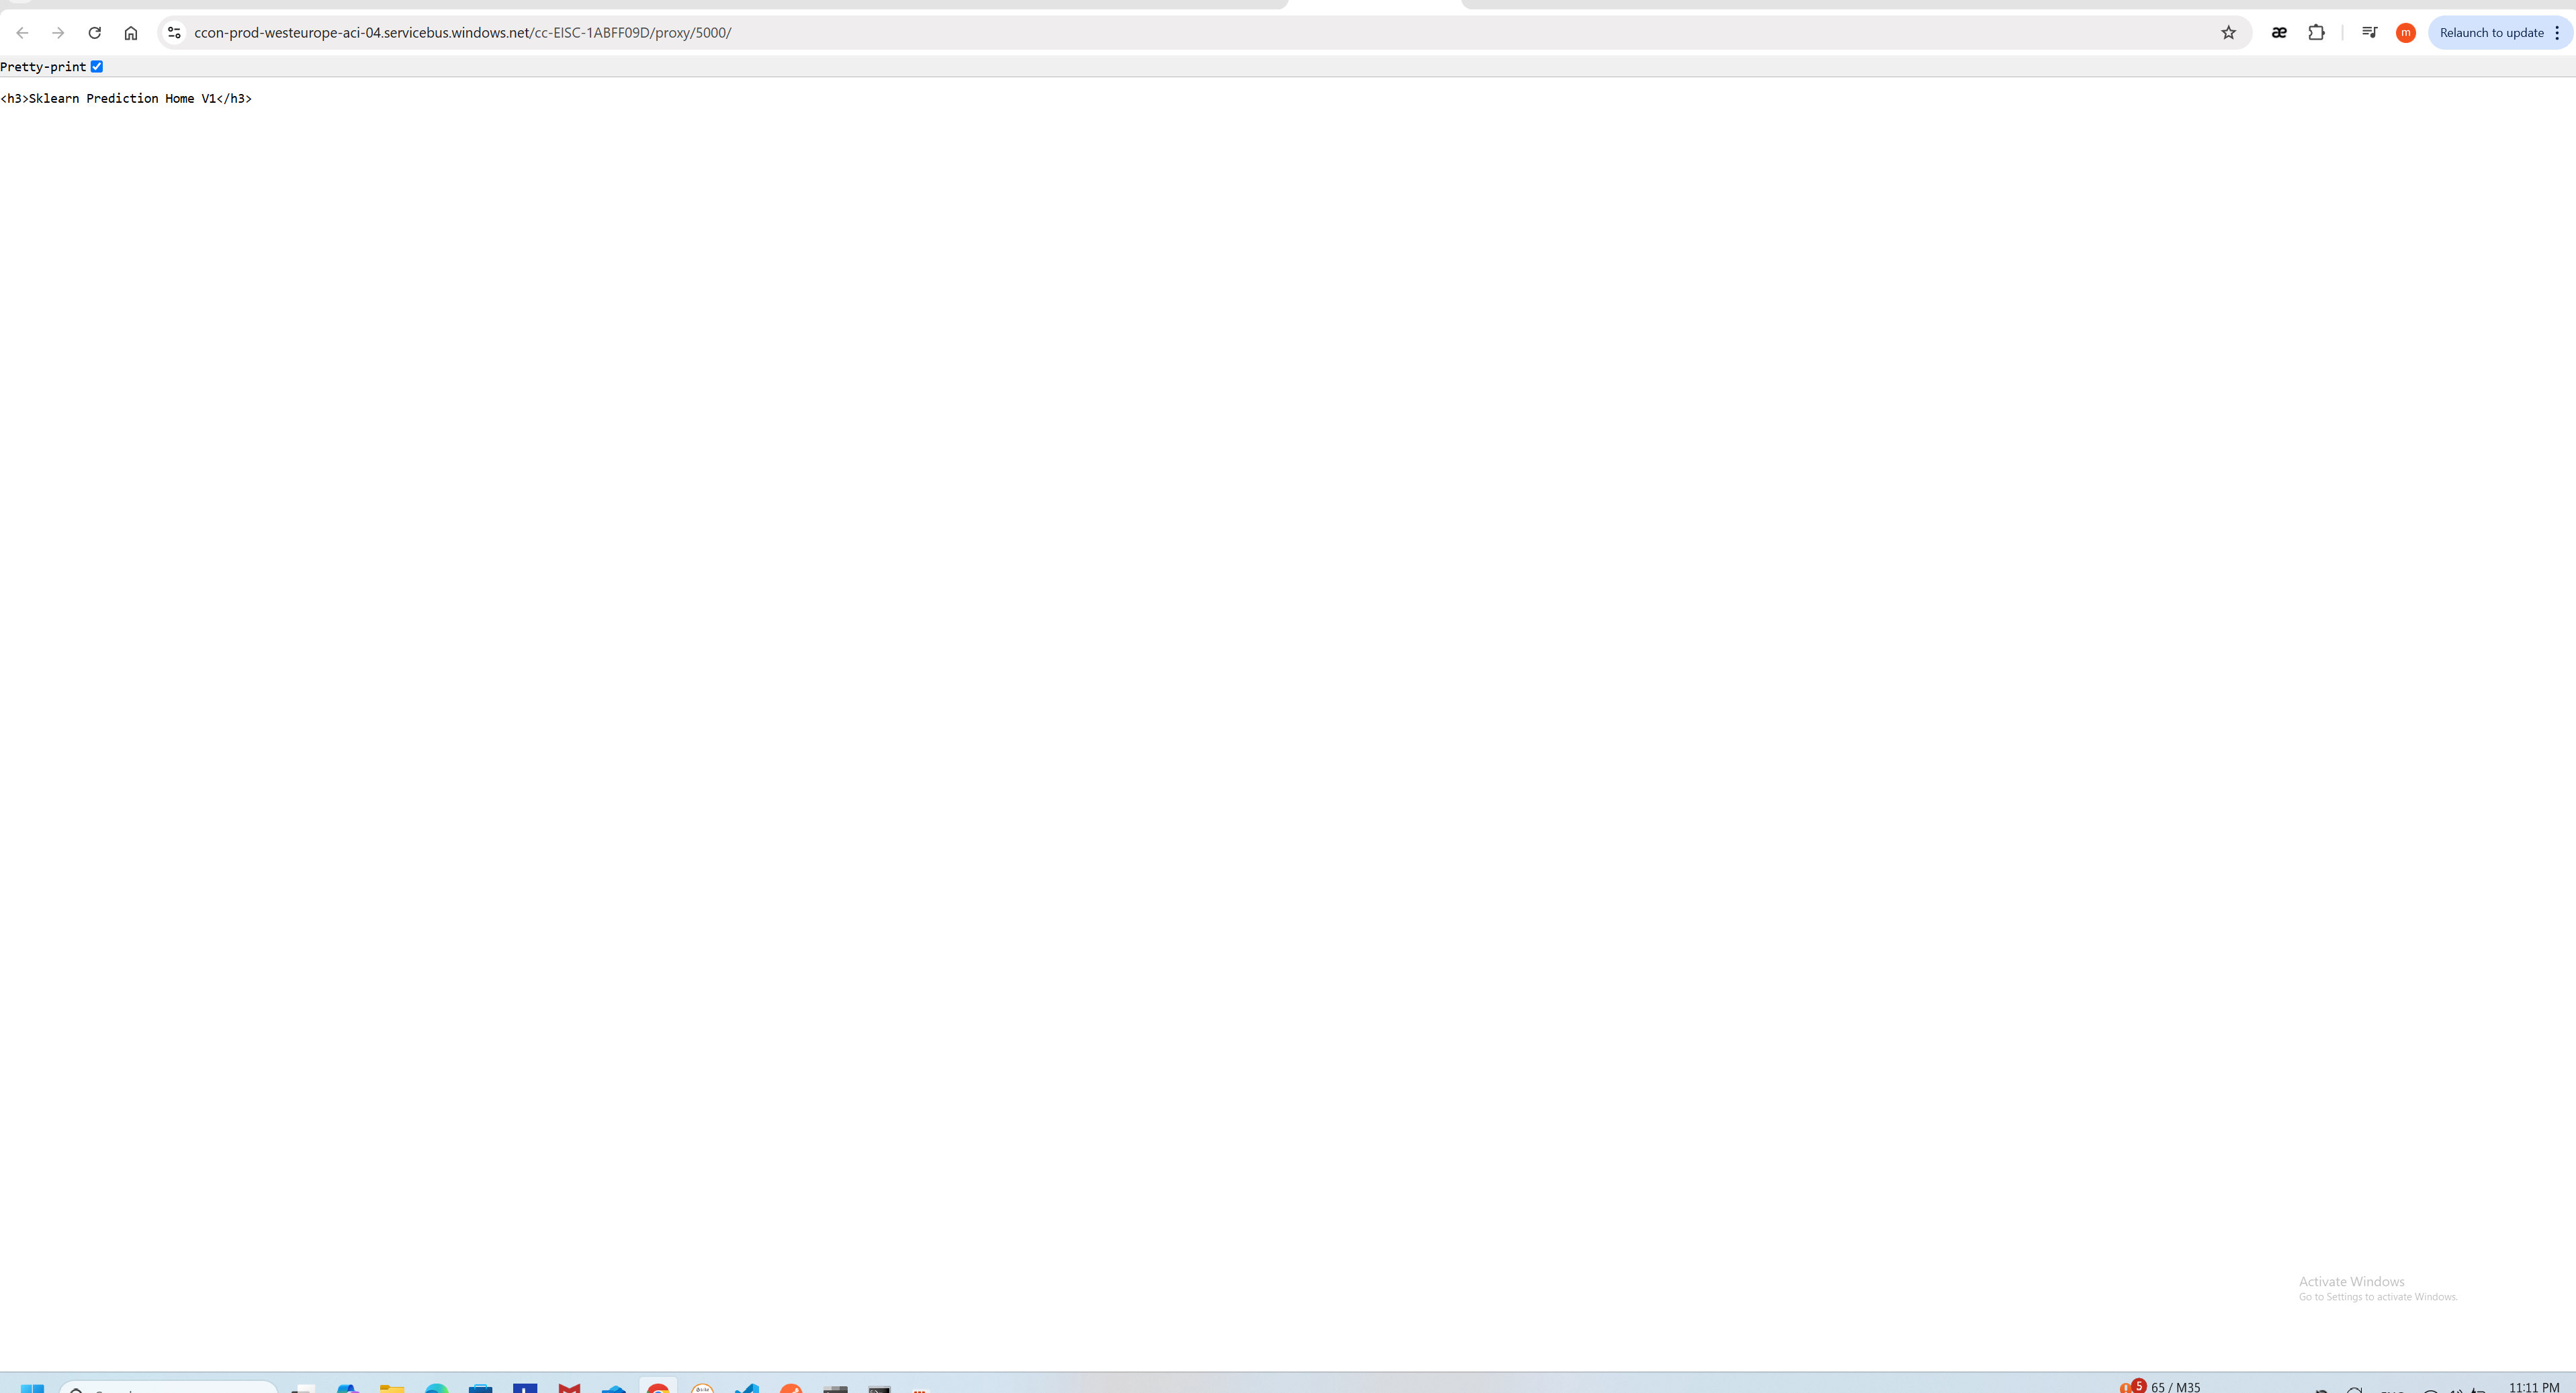 ccon-prod-westeurope-aci-04.servicebus.windows.net/cc-EISC-1ABFF09D/proxy/5000/
æ
m
Relaunch to update
Pretty-print
<h3>Sklearn Prediction Home V1</h3>
Activate Windows
Go to Settings to activate Windows.
5
65 / M35
11:11 PM